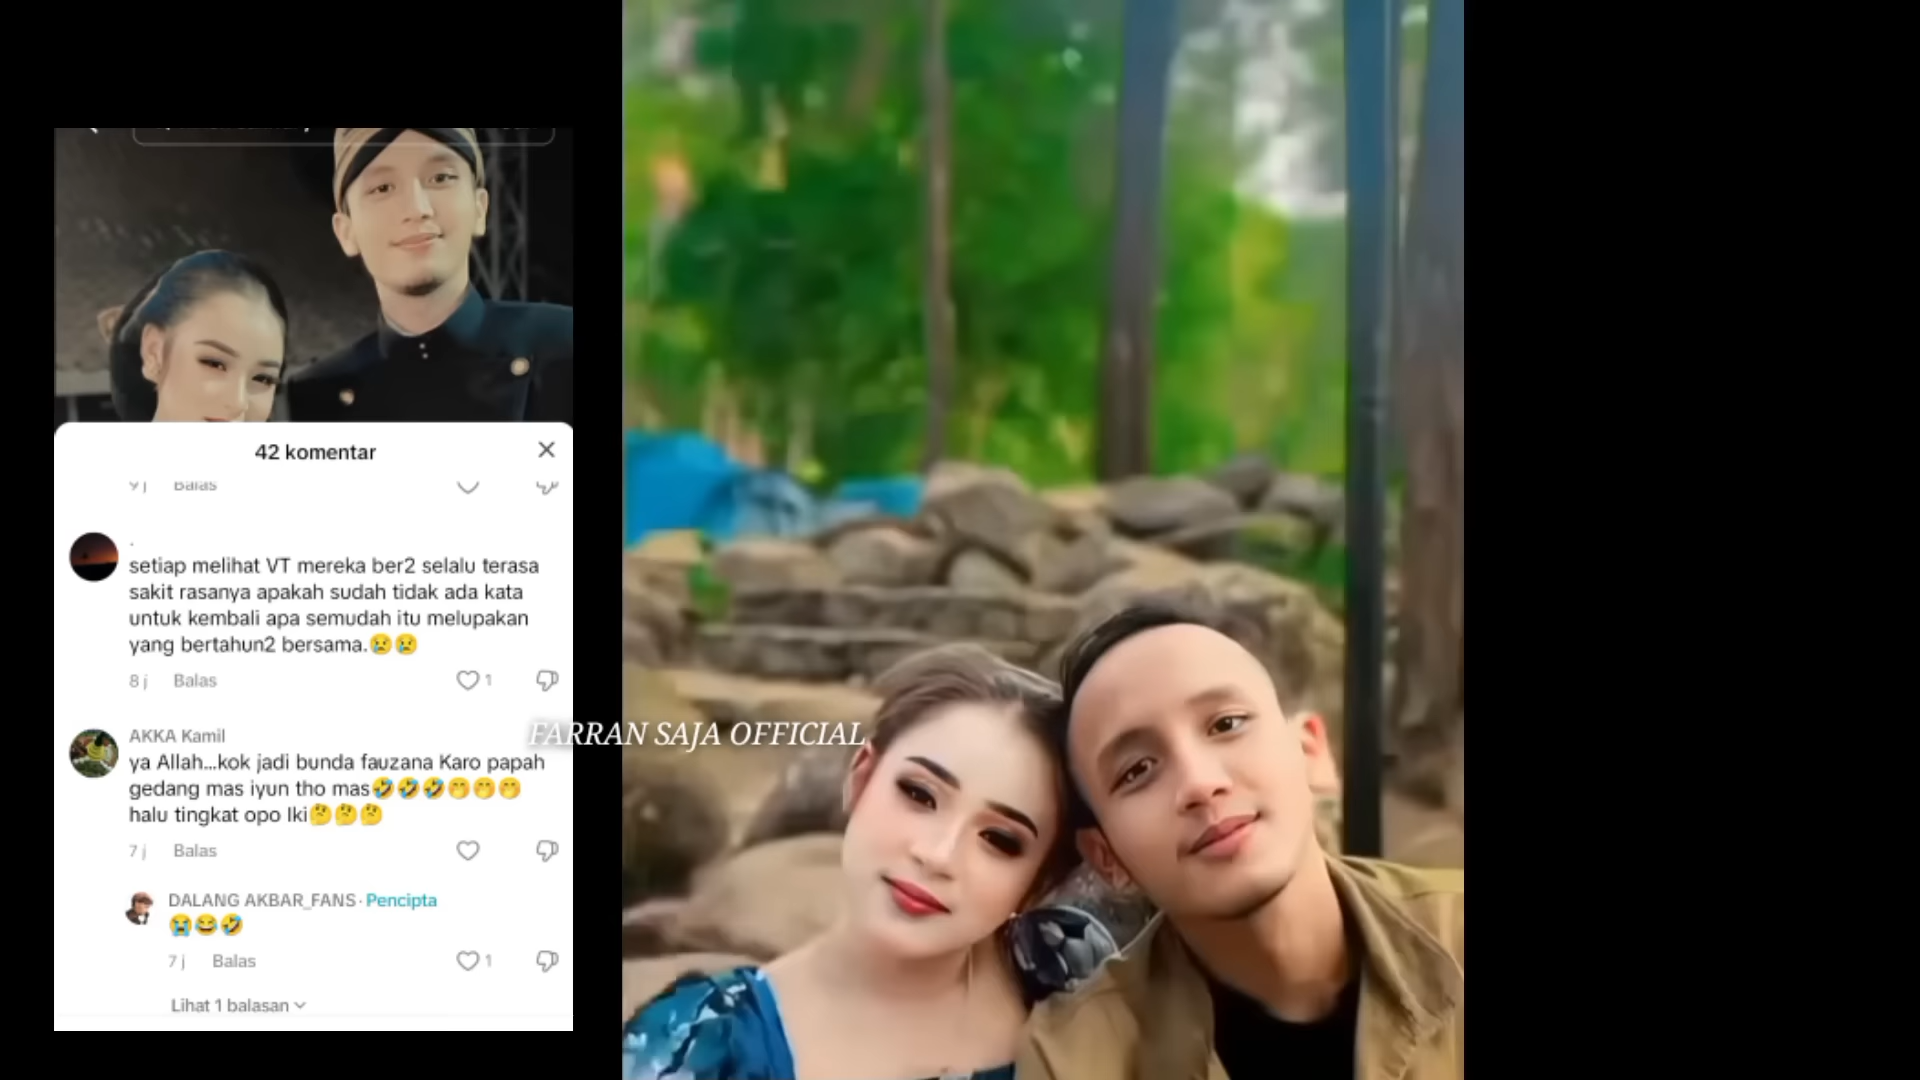 42 komentar
9 j Balas
.
setiap melihat VT mereka ber2 selalu terasa
sakit rasanya apakah sudah tidak ada kata
untuk kembali apa semudah itu melupakan
yang bertahun2 bersama.😢😢
8 j Balas 1
AKKA Kamil
ya Allah...kok jadi bunda fauzana Karo papah
gedang mas iyun tho mas🤣🤣🤣🤭🤭🤭
halu tingkat opo Iki🤔🤔🤔
7 j Balas
DALANG AKBAR_FANS · Pencipta
😭😂🤣
7 j Balas 1
Lihat 1 balasan
FARRAN SAJA OFFICIAL